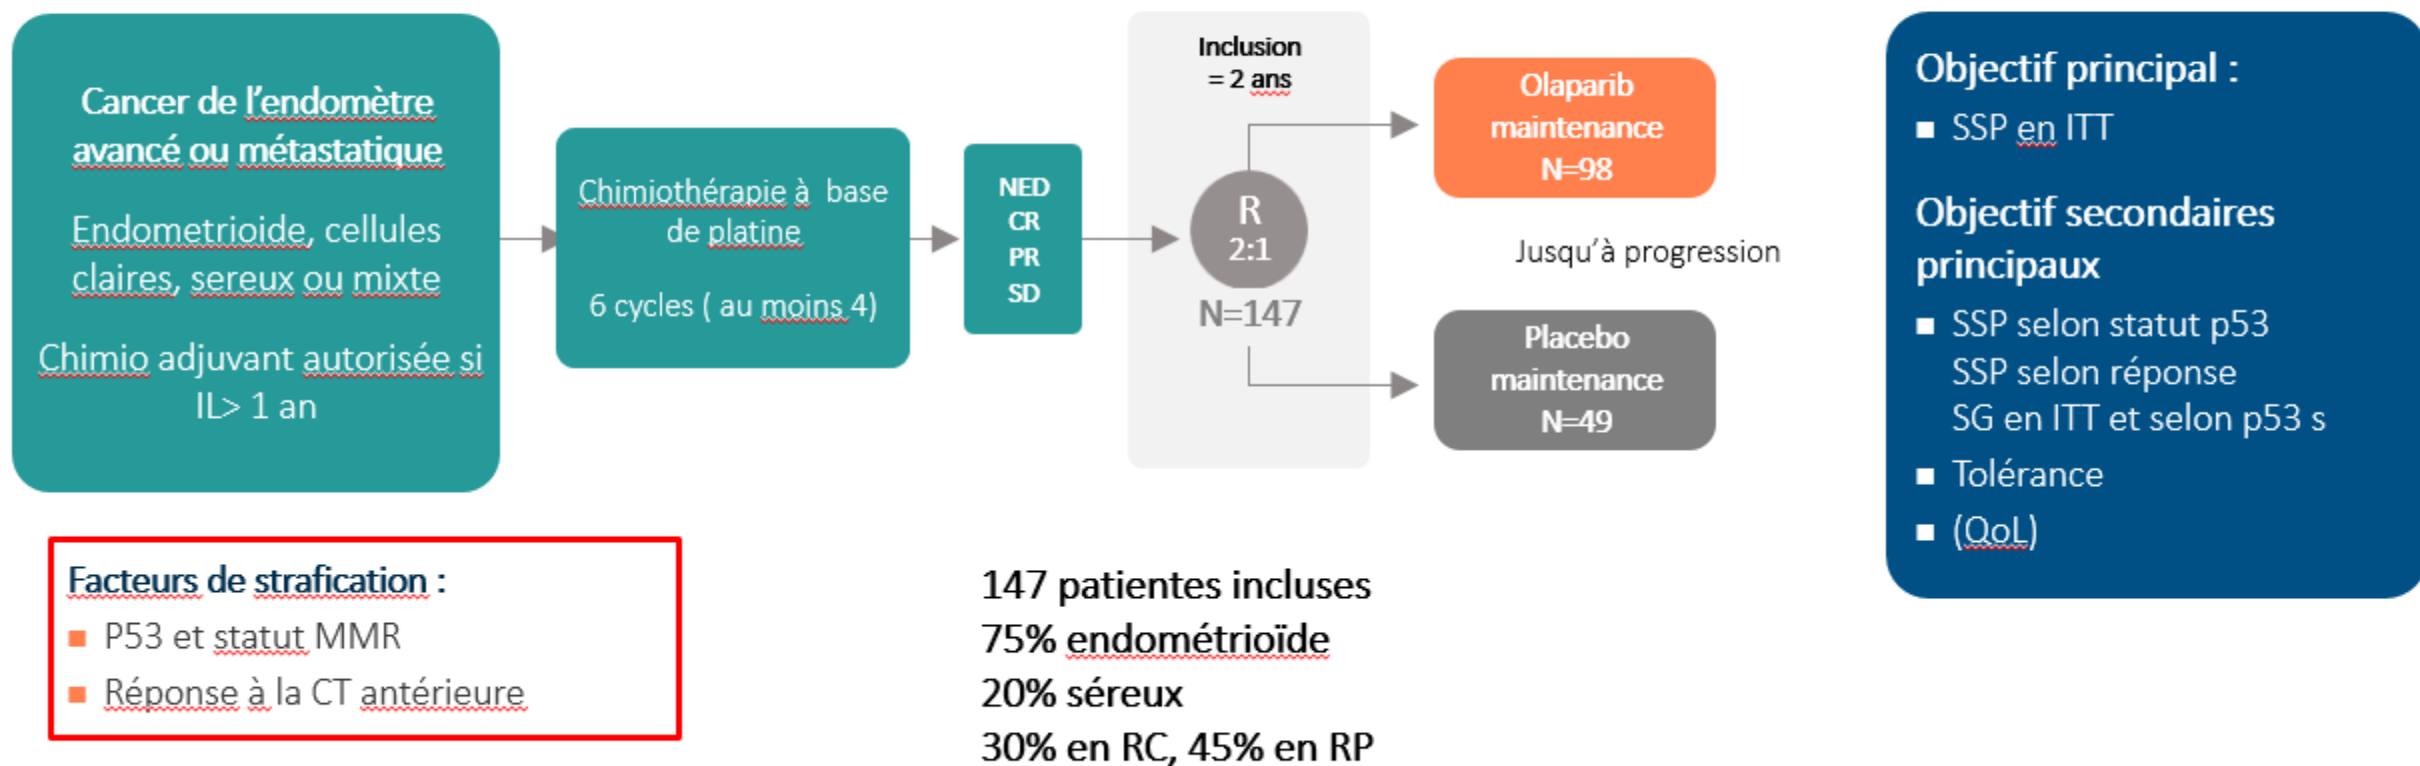 Cancer de l'endomètre
avancé ou métastatique
Endometrioide, cellules
claires, sereux ou mixte
Chimio adjuvant autorisée si
IL> 1 an
Chimiothérapie à base
de platine
6 cycles ( au moins 4)
NED
CR
PR
SD
Inclusion
= 2 ans
R
2:1
N=147
Olaparib
maintenance
N=98
Jusqu'à progression
Placebo
maintenance
N=49
Objectif principal :
▪ SSP en ITT
Objectif secondaires
principaux
▪ SSP selon statut p53
SSP selon réponse
SG en ITT et selon p53 s
▪ Tolérance
▪ (QoL)
Facteurs de strafication :
▪ P53 et statut MMR
▪ Réponse à la CT antérieure
147 patientes incluses
75% endométrioïde
20% séreux
30% en RC, 45% en RP